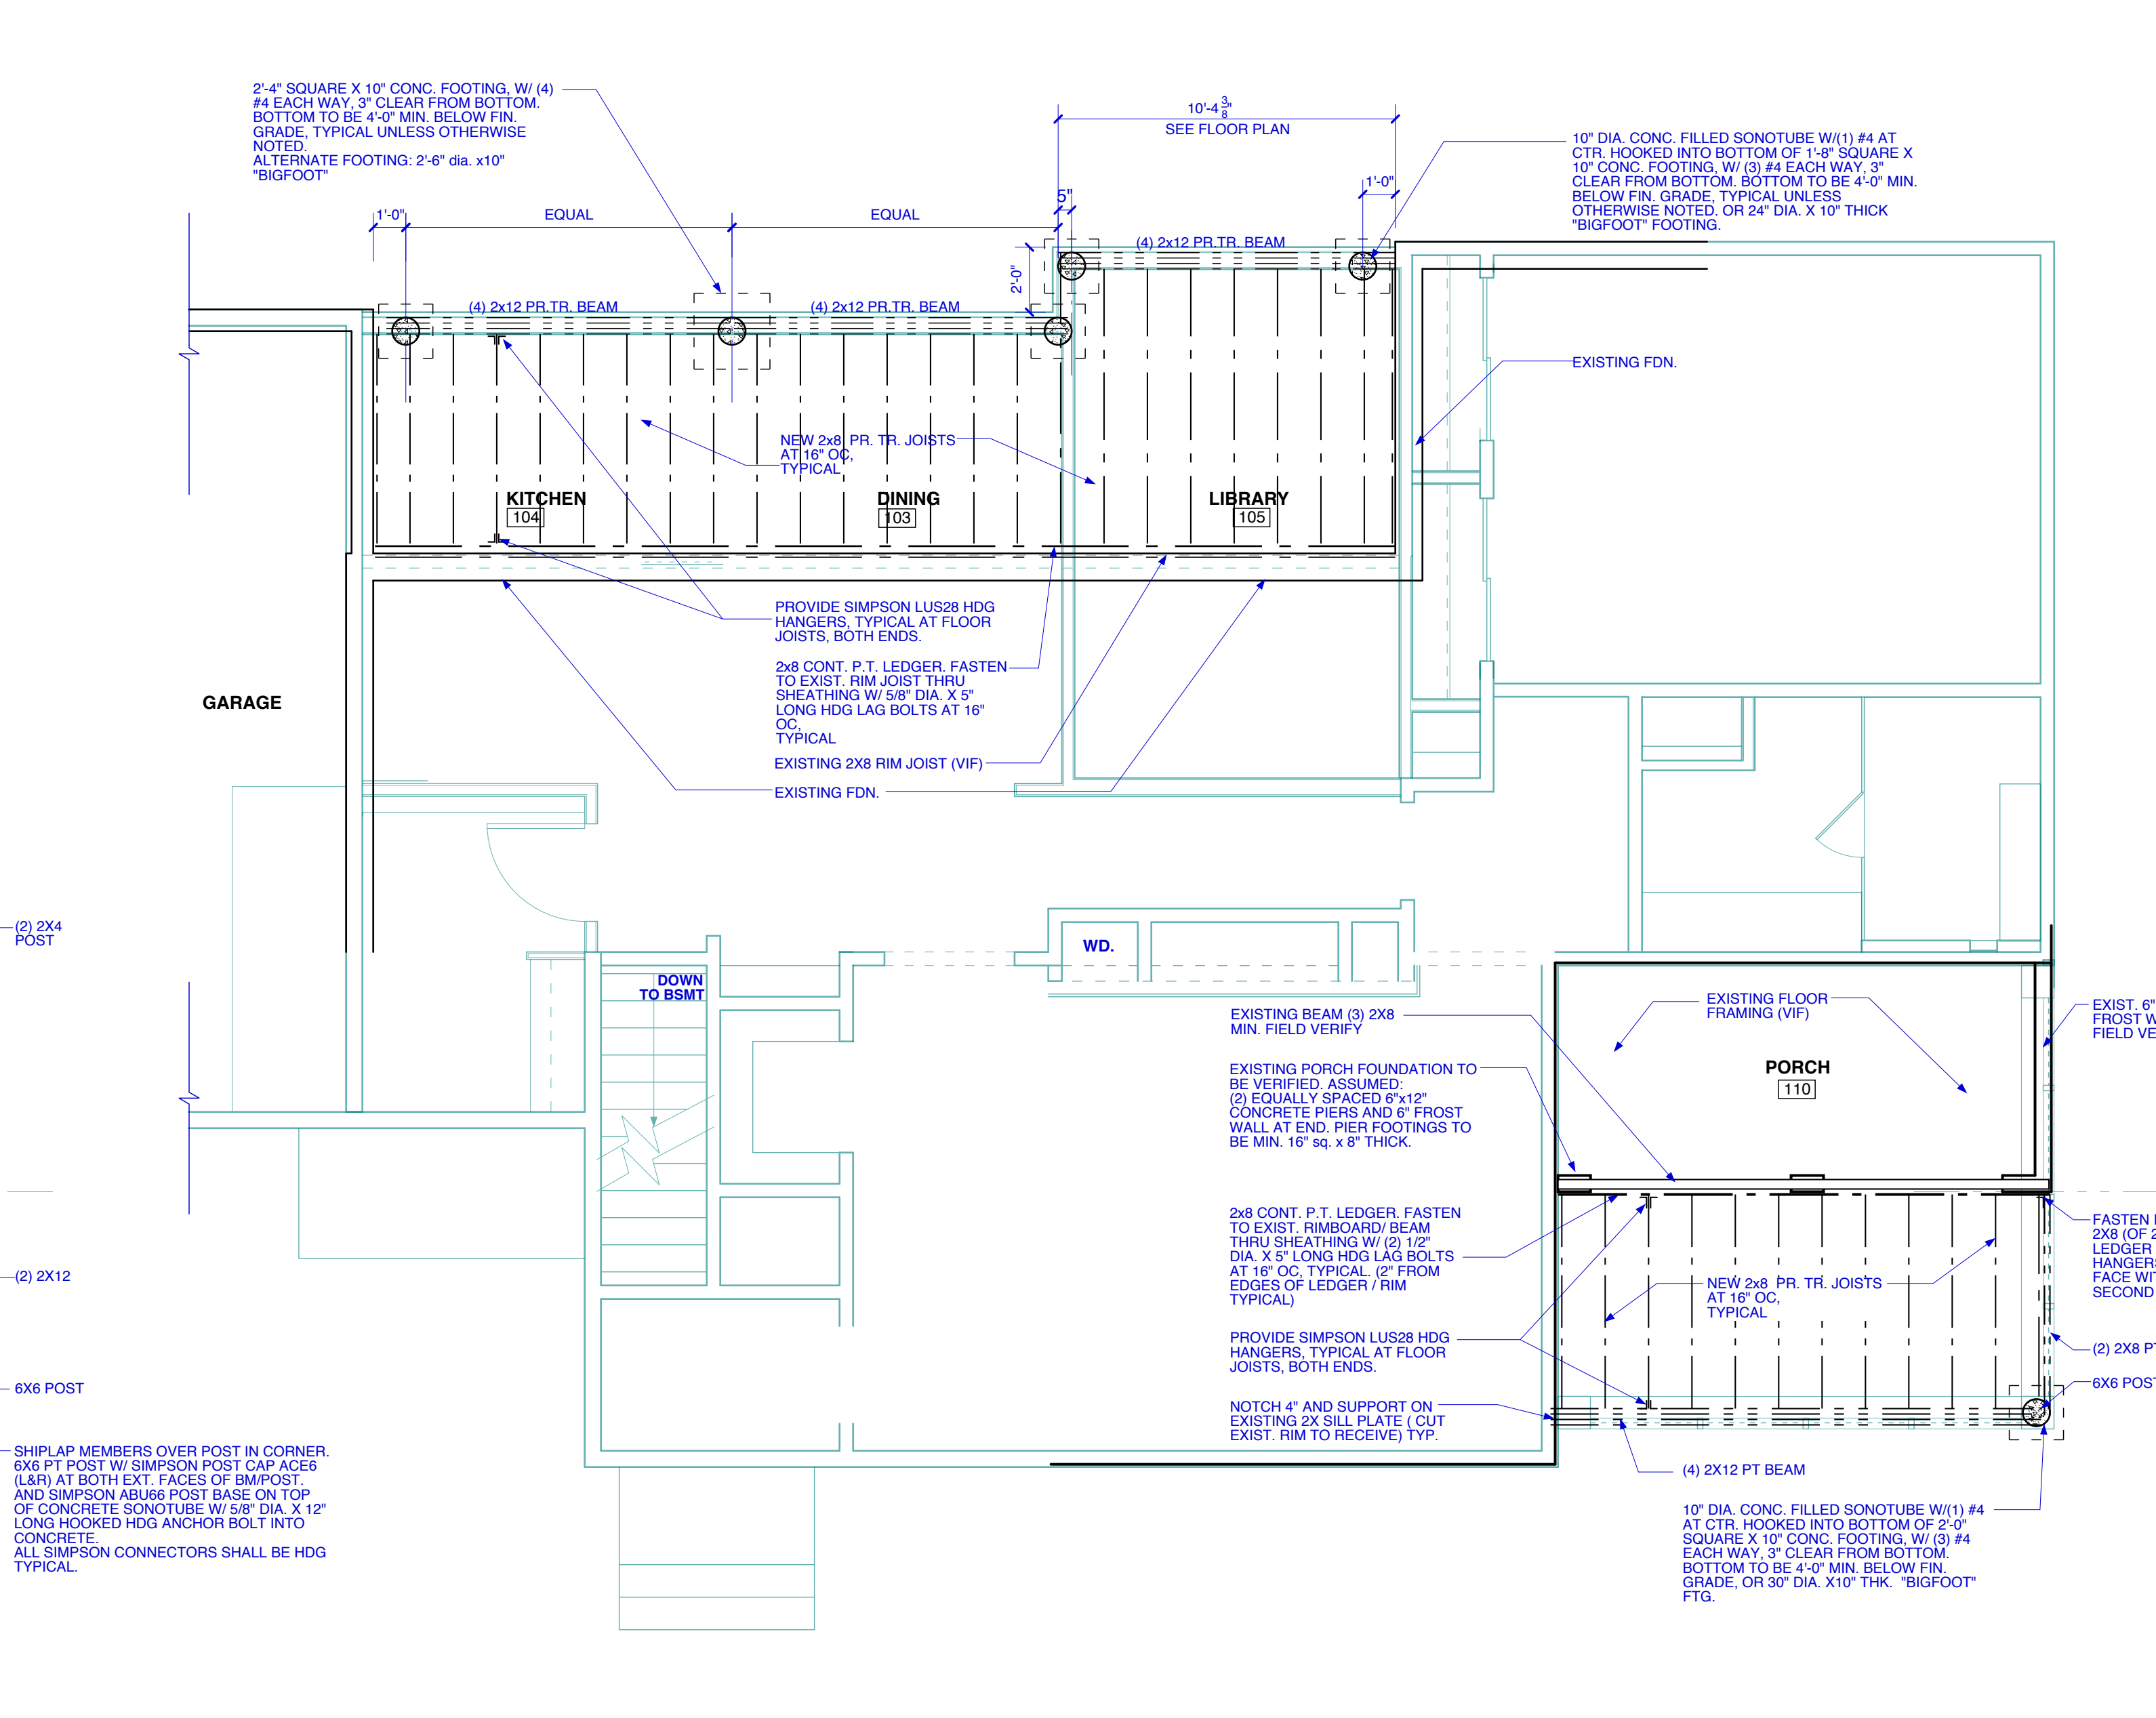 2'-4" SQUARE X 10" CONC. FOOTING, W/ (4)
#4 EACH WAY, 3" CLEAR FROM BOTTOM.
BOTTOM TO BE 4'-0" MIN. BELOW FIN.
GRADE, TYPICAL UNLESS OTHERWISE
NOTED.
ALTERNATE FOOTING: 2'-6" dia. x10"
"BIGFOOT"
10'-4 3/8"
SEE FLOOR PLAN
10" DIA. CONC. FILLED SONOTUBE W/(1) #4 AT
CTR. HOOKED INTO BOTTOM OF 1'-8" SQUARE X
10" CONC. FOOTING, W/ (3) #4 EACH WAY, 3"
CLEAR FROM BOTTOM. BOTTOM TO BE 4'-0" MIN.
BELOW FIN. GRADE, TYPICAL UNLESS
OTHERWISE NOTED. OR 24" DIA. X 10" THICK
"BIGFOOT" FOOTING.
1'-0"
5"
1'-0"
EQUAL
EQUAL
(4) 2x12 PR.TR. BEAM
2'-0"
(4) 2x12 PR.TR. BEAM
(4) 2x12 PR.TR. BEAM
EXISTING FDN.
NEW 2x8 PR. TR. JOISTS
AT 16" OC,
TYPICAL
KITCHEN
104
DINING
103
LIBRARY
105
PROVIDE SIMPSON LUS28 HDG
HANGERS, TYPICAL AT FLOOR
JOISTS, BOTH ENDS.
2x8 CONT. P.T. LEDGER. FASTEN
TO EXIST. RIM JOIST THRU
SHEATHING W/ 5/8" DIA. X 5"
LONG HDG LAG BOLTS AT 16"
OC,
TYPICAL
EXISTING 2X8 RIM JOIST (VIF)
EXISTING FDN.
GARAGE
(2) 2X4
POST
WD.
DOWN
TO BSMT
EXISTING BEAM (3) 2X8
MIN. FIELD VERIFY
EXISTING FLOOR
FRAMING (VIF)
EXIST. 6"
FROST W
FIELD VE
EXISTING PORCH FOUNDATION TO
BE VERIFIED. ASSUMED:
(2) EQUALLY SPACED 6"x12"
CONCRETE PIERS AND 6" FROST
WALL AT END. PIER FOOTINGS TO
BE MIN. 16" sq. x 8" THICK.
PORCH
110
2x8 CONT. P.T. LEDGER. FASTEN
TO EXIST. RIMBOARD/ BEAM
THRU SHEATHING W/ (2) 1/2"
DIA. X 5" LONG HDG LAG BOLTS
AT 16" OC, TYPICAL. (2" FROM
EDGES OF LEDGER / RIM
TYPICAL)
FASTEN
2X8 (OF 2
LEDGER
HANGERS
FACE WIT
SECOND
(2) 2X12
NEW 2x8 PR. TR. JOISTS
AT 16" OC,
TYPICAL
PROVIDE SIMPSON LUS28 HDG
HANGERS, TYPICAL AT FLOOR
JOISTS, BOTH ENDS.
(2) 2X8 PT
6X6 POST
6X6 POST
NOTCH 4" AND SUPPORT ON
EXISTING 2X SILL PLATE ( CUT
EXIST. RIM TO RECEIVE) TYP.
SHIPLAP MEMBERS OVER POST IN CORNER.
6X6 PT POST W/ SIMPSON POST CAP ACE6
(L&R) AT BOTH EXT. FACES OF BM/POST.
AND SIMPSON ABU66 POST BASE ON TOP
OF CONCRETE SONOTUBE W/ 5/8" DIA. X 12"
LONG HOOKED HDG ANCHOR BOLT INTO
CONCRETE.
ALL SIMPSON CONNECTORS SHALL BE HDG
TYPICAL.
(4) 2X12 PT BEAM
10" DIA. CONC. FILLED SONOTUBE W/(1) #4
AT CTR. HOOKED INTO BOTTOM OF 2'-0"
SQUARE X 10" CONC. FOOTING, W/ (3) #4
EACH WAY, 3" CLEAR FROM BOTTOM.
BOTTOM TO BE 4'-0" MIN. BELOW FIN.
GRADE, OR 30" DIA. X10" THK. "BIGFOOT"
FTG.